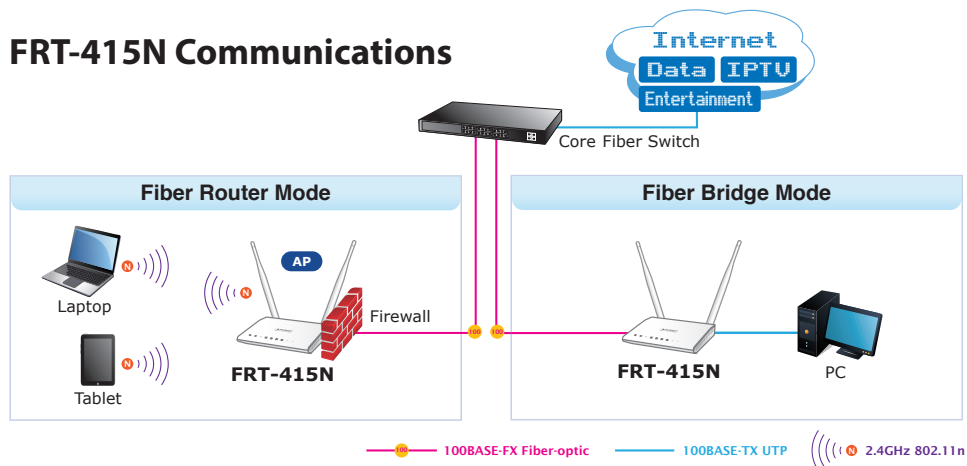 FRT-415N Communications
Internet
Data IPTV
Entertainment
Core Fiber Switch
Fiber Router Mode
Fiber Bridge Mode
AP
N
N
Laptop
Firewall
100
100
N
FRT-415N
FRT-415N
PC
Tablet
100
100BASE-FX Fiber-optic
100BASE-TX UTP
N
2.4GHz 802.11n